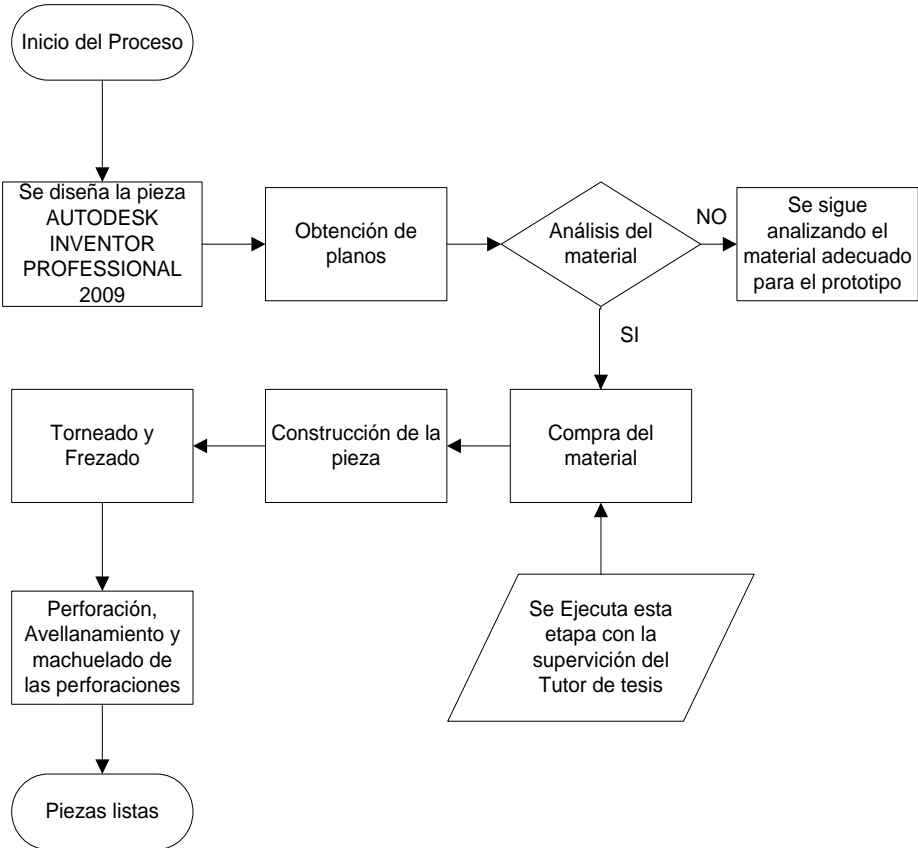 Inicio del Proceso
Se diseña la pieza
AUTODESK
INVENTOR
PROFESSIONAL
2009
Obtención de
planos
Análisis del
material
NO
Se sigue
analizando el
material adecuado
para el prototipo
SI
Torneado y
Frezado
Construcción de la
pieza
Compra del
material
Perforación,
Avellanamiento y
machuelado de
las perforaciones
Se Ejecuta esta
etapa con la
supervición del
Tutor de tesis
Piezas listas